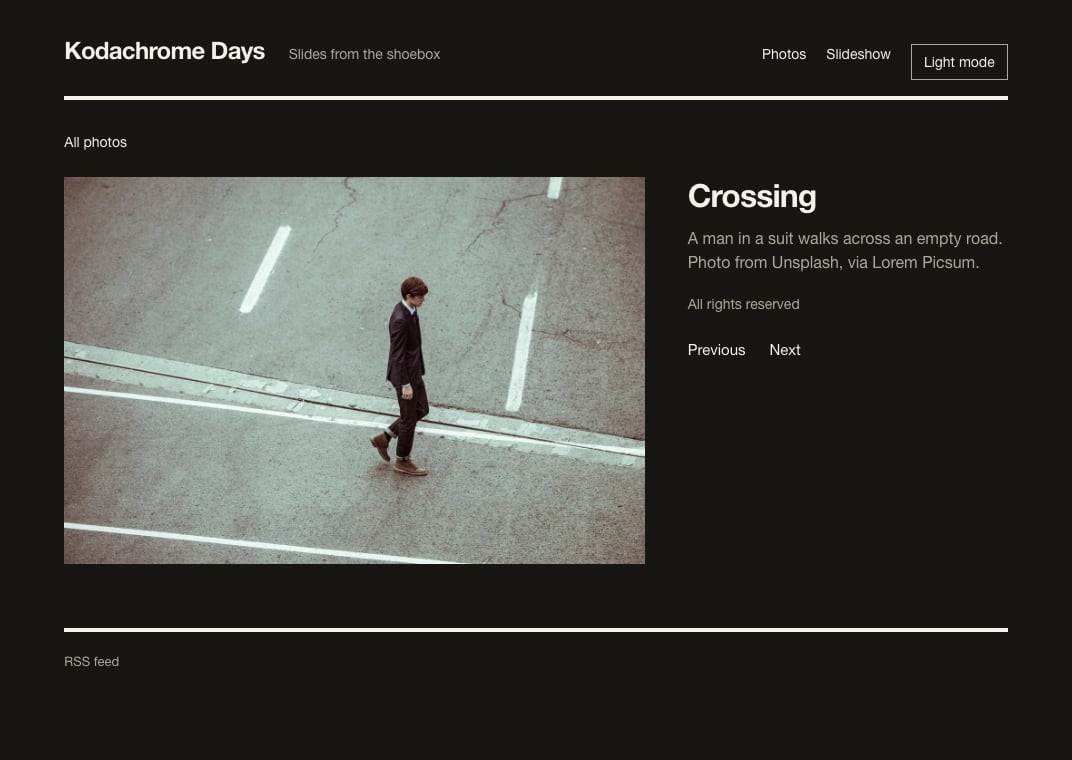 Kodachrome Days
Slides from the shoebox
Photos
Slideshow
Light mode
All photos
Crossing
A man in a suit walks across an empty road.
Photo from Unsplash, via Lorem Picsum.
All rights reserved
Previous
Next
RSS feed